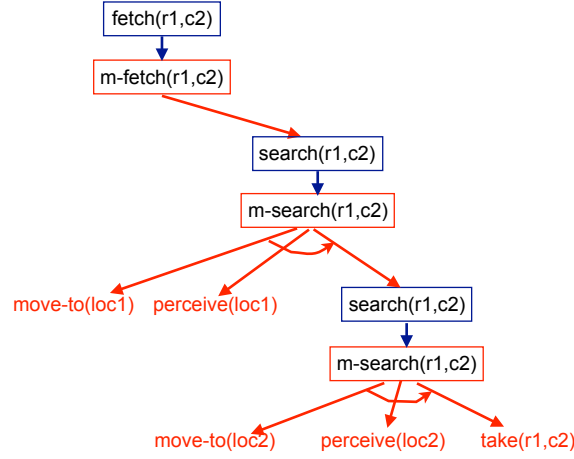 fetch(r1,c2)
m-fetch(r1,c2)
search(r1,c2)
m-search(r1,c2)
move-to(loc1) perceive(loc1)
search(r1,c2)
m-search(r1,c2)
move-to(loc2) perceive(loc2) take(r1,c2)